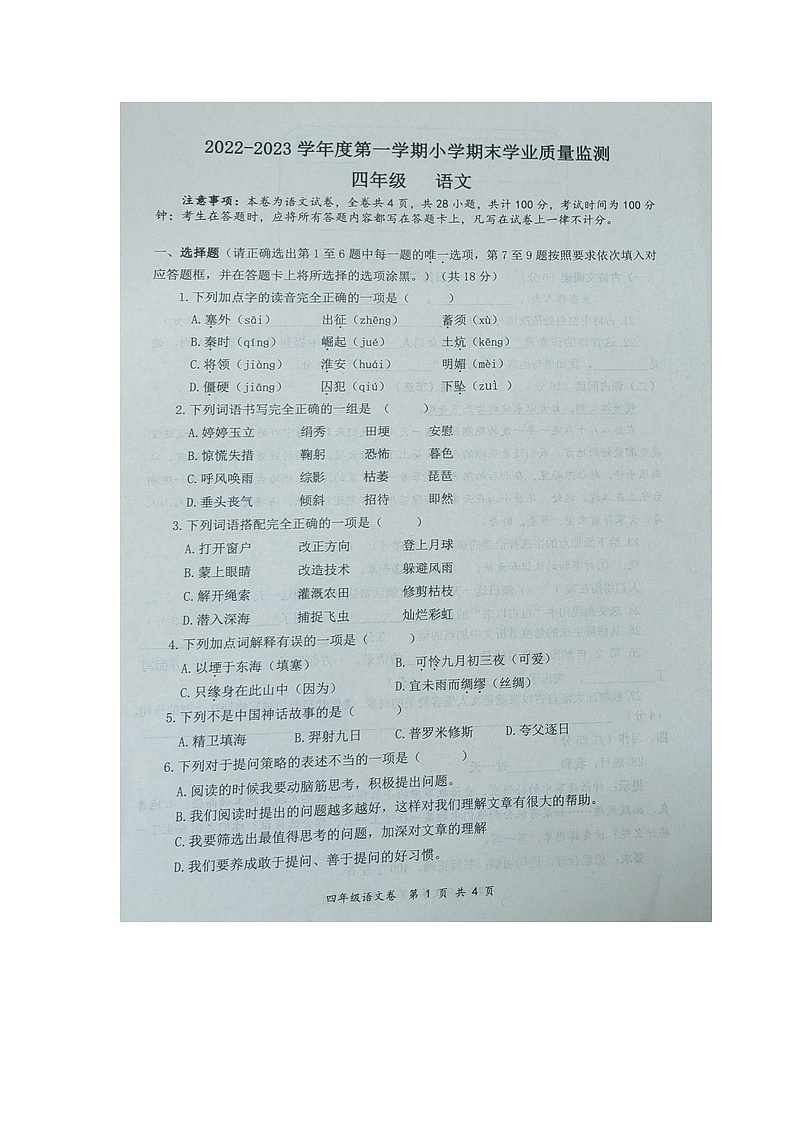 2022-2023 学年度第一学期小学期末学业质量监测
四年级 语文
注意事项：本卷为语文试卷，全卷共 4 页，共 28 小题，共计 100 分，考试时间为 100 分
钟；考生在答题时，应将所有答题内容都写在答题卡上，凡写在试卷上一律不计分。
一、选择题（请正确选出第 1 至 6 题中每一题的唯一选项，第 7 至 9 题按照要求依次填入对
应答题框，并在答题卡上将所选择的选项涂黑。）（共 18 分）
1. 下列加点字的读音完全正确的一项是（ ）
A. 塞外（sāi） 出征（zhēng） 蓄须（xù）
B. 秦时（qíng） 崛起（jué） 土炕（kēng）
C. 将领（jiàng） 淮安（huái） 明媚（mèi）
D. 僵硬（jiāng） 囚犯（qiú） 下坠（zuì ）
2. 下列词语书写完全正确的一组是 （ ）
A. 婷婷玉立 绢秀 田埂 安慰
B. 惊慌失措 鞠躬 恐怖 暮色
C. 呼风唤雨 综影 枯萎 琵琶
D. 垂头丧气 倾斜 招待 即然
3. 下列词语搭配完全正确的一项是（ ）
A. 打开窗户 改正方向 登上月球
B. 蒙上眼睛 改造技术 躲避风雨
C. 解开绳索 灌溉农田 修剪枯枝
D. 潜入深海 捕捉飞虫 灿烂彩虹
4. 下列加点词解释有误的一项是（ ）
A. 以堙于东海（填塞） B. 可怜九月初三夜（可爱）
C. 只缘身在此山中（因为） D. 宜未雨而绸缪（丝绸）
5. 下列不是中国神话故事的是（ ）
A. 精卫填海 B. 羿射九日 C. 普罗米修斯 D. 夸父逐日
6. 下列对于提问策略的表述不当的一项是（ ）
A. 阅读的时候我要动脑筋思考，积极提出问题。
B. 我们阅读时提出的问题越多越好，这样对我们理解文章有很大的帮助。
C. 我要筛选出最值得思考的问题，加深对文章的理解
D. 我们要养成敢于提问、善于提问的好习惯。
四年级语文卷 第 1 页 共 4 页